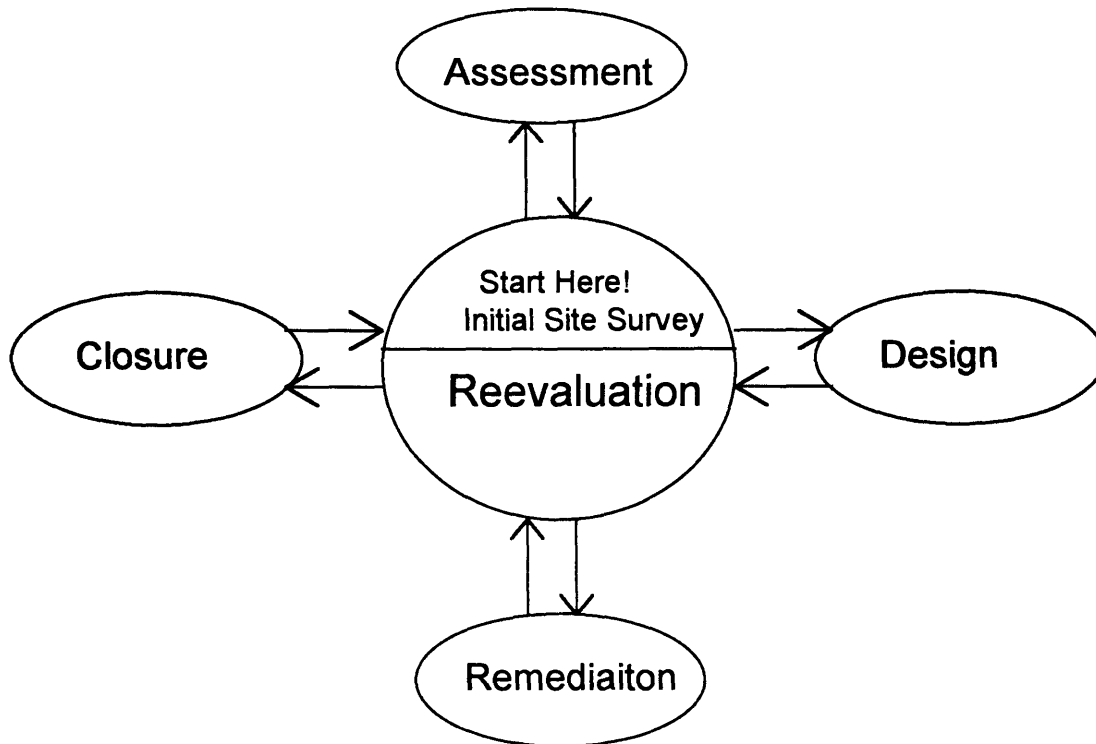 Assessment
Start Here!
Initial Site Survey
Closure
Design
Reevaluation
Remediaiton